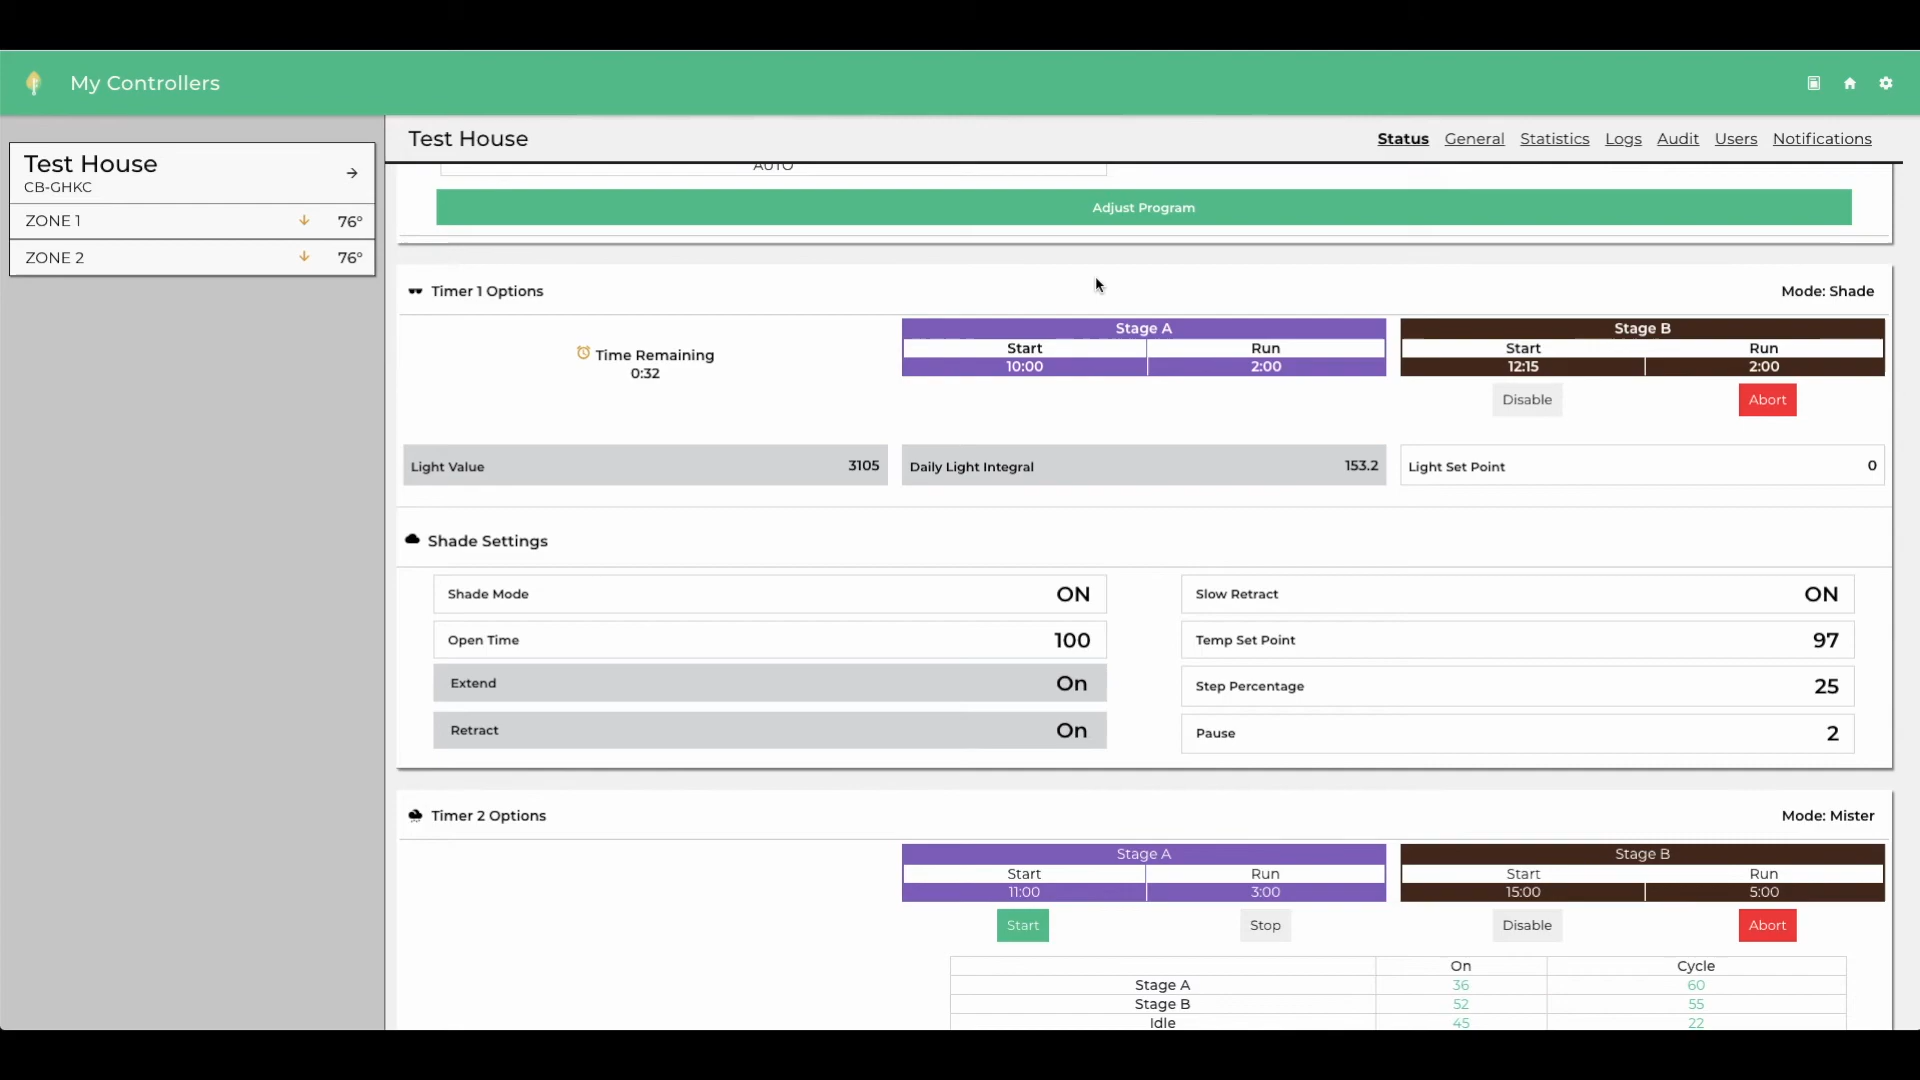 My Controllers
Test House
CB-GHKC
ZONE 1 76°
ZONE 2 76°
Test House
Status General Statistics Logs Audit Users Notifications
AUTO
Adjust Program
Timer 1 Options
Mode: Shade
Time Remaining
0:32
Stage A
Start Run
10:00 2:00
Stage B
Start Run
12:15 2:00
Disable Abort
Light Value 3105
Daily Light Integral 153.2
Light Set Point 0
Shade Settings
Shade Mode ON
Open Time 100
Extend On
Retract On
Slow Retract ON
Temp Set Point 97
Step Percentage 25
Pause 2
Timer 2 Options
Mode: Mister
Stage A
Start Run
11:00 3:00
Start Stop
Stage B
Start Run
15:00 5:00
Disable Abort
On Cycle
Stage A 36 60
Stage B 52 55
Idle 45 22